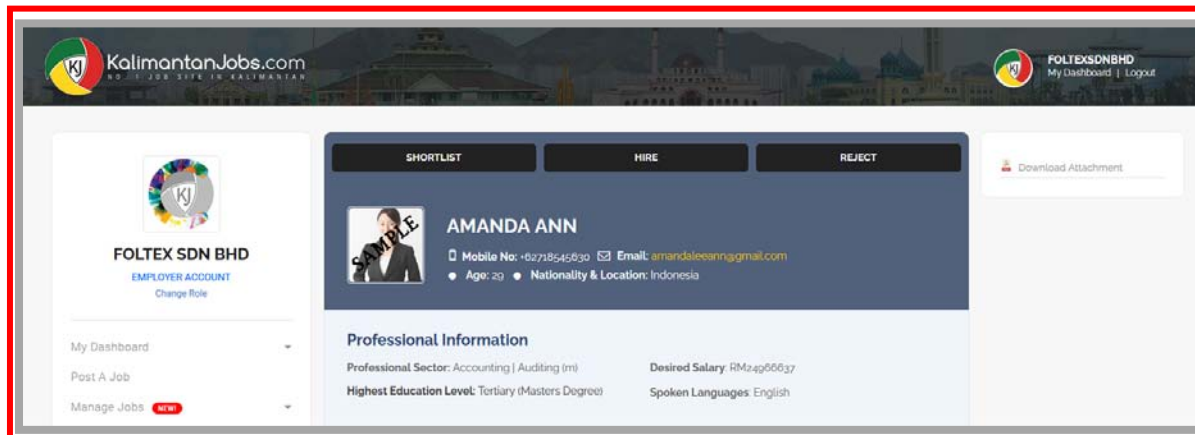 KalimantanJobs.com
NO. 1 JOB SITE IN KALIMANTAN
FOLTEXSDNBHD
My Dashboard | Logout
KJ
KJ
KJ
FOLTEX SDN BHD
EMPLOYER ACCOUNT
Change Role
My Dashboard
Post A Job
Manage Jobs NEW!
SHORTLIST HIRE REJECT
SAMPLE
AMANDA ANN
Mobile No: +62718545630 Email: amandaleeann@gmail.com
Age: 29 Nationality & Location: Indonesia
Professional Information
Professional Sector: Accounting | Auditing (m) Desired Salary: RM24966637
Highest Education Level: Tertiary (Masters Degree) Spoken Languages: English
Download Attachment